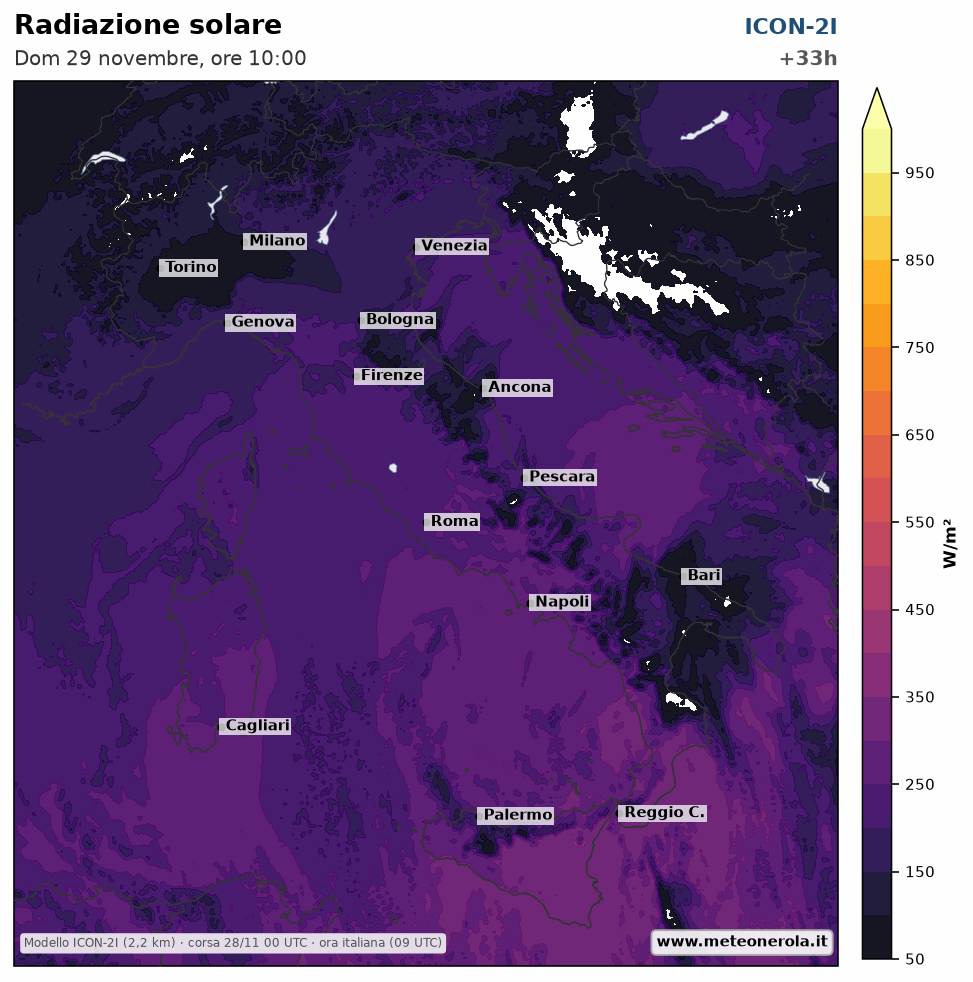 Radiazione solare
ICON-2I
Dom 29 novembre, ore 10:00
+33h
950
850
750
650
550
450
350
250
150
50
W/m²
Milano
Venezia
Torino
Genova
Bologna
Firenze
Ancona
Pescara
Roma
Bari
Napoli
Cagliari
Palermo
Reggio C.
Modello ICON-2I (2,2 km) · corsa 28/11 00 UTC · ora italiana (09 UTC)
www.meteonerola.it